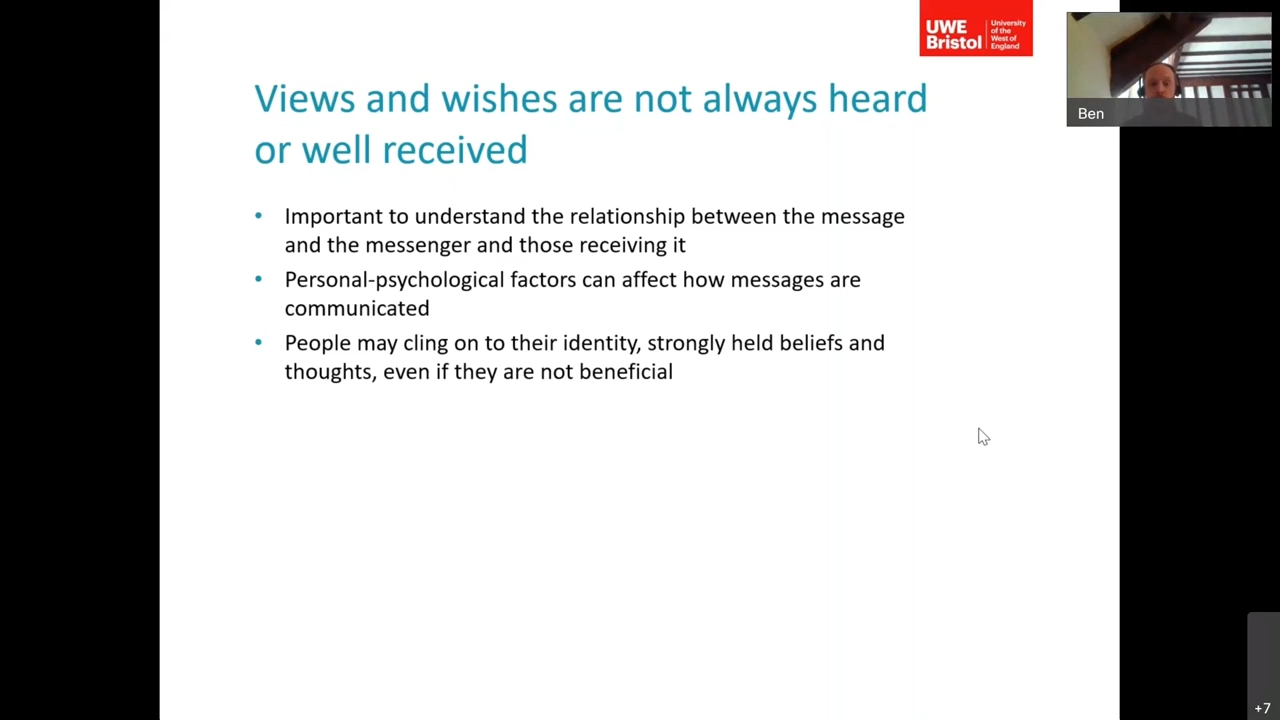 UWE
Bristol
University
of the
West of
England
Ben
Views and wishes are not always heard
or well received
• Important to understand the relationship between the message
and the messenger and those receiving it
• Personal-psychological factors can affect how messages are
communicated
• People may cling on to their identity, strongly held beliefs and
thoughts, even if they are not beneficial
+7